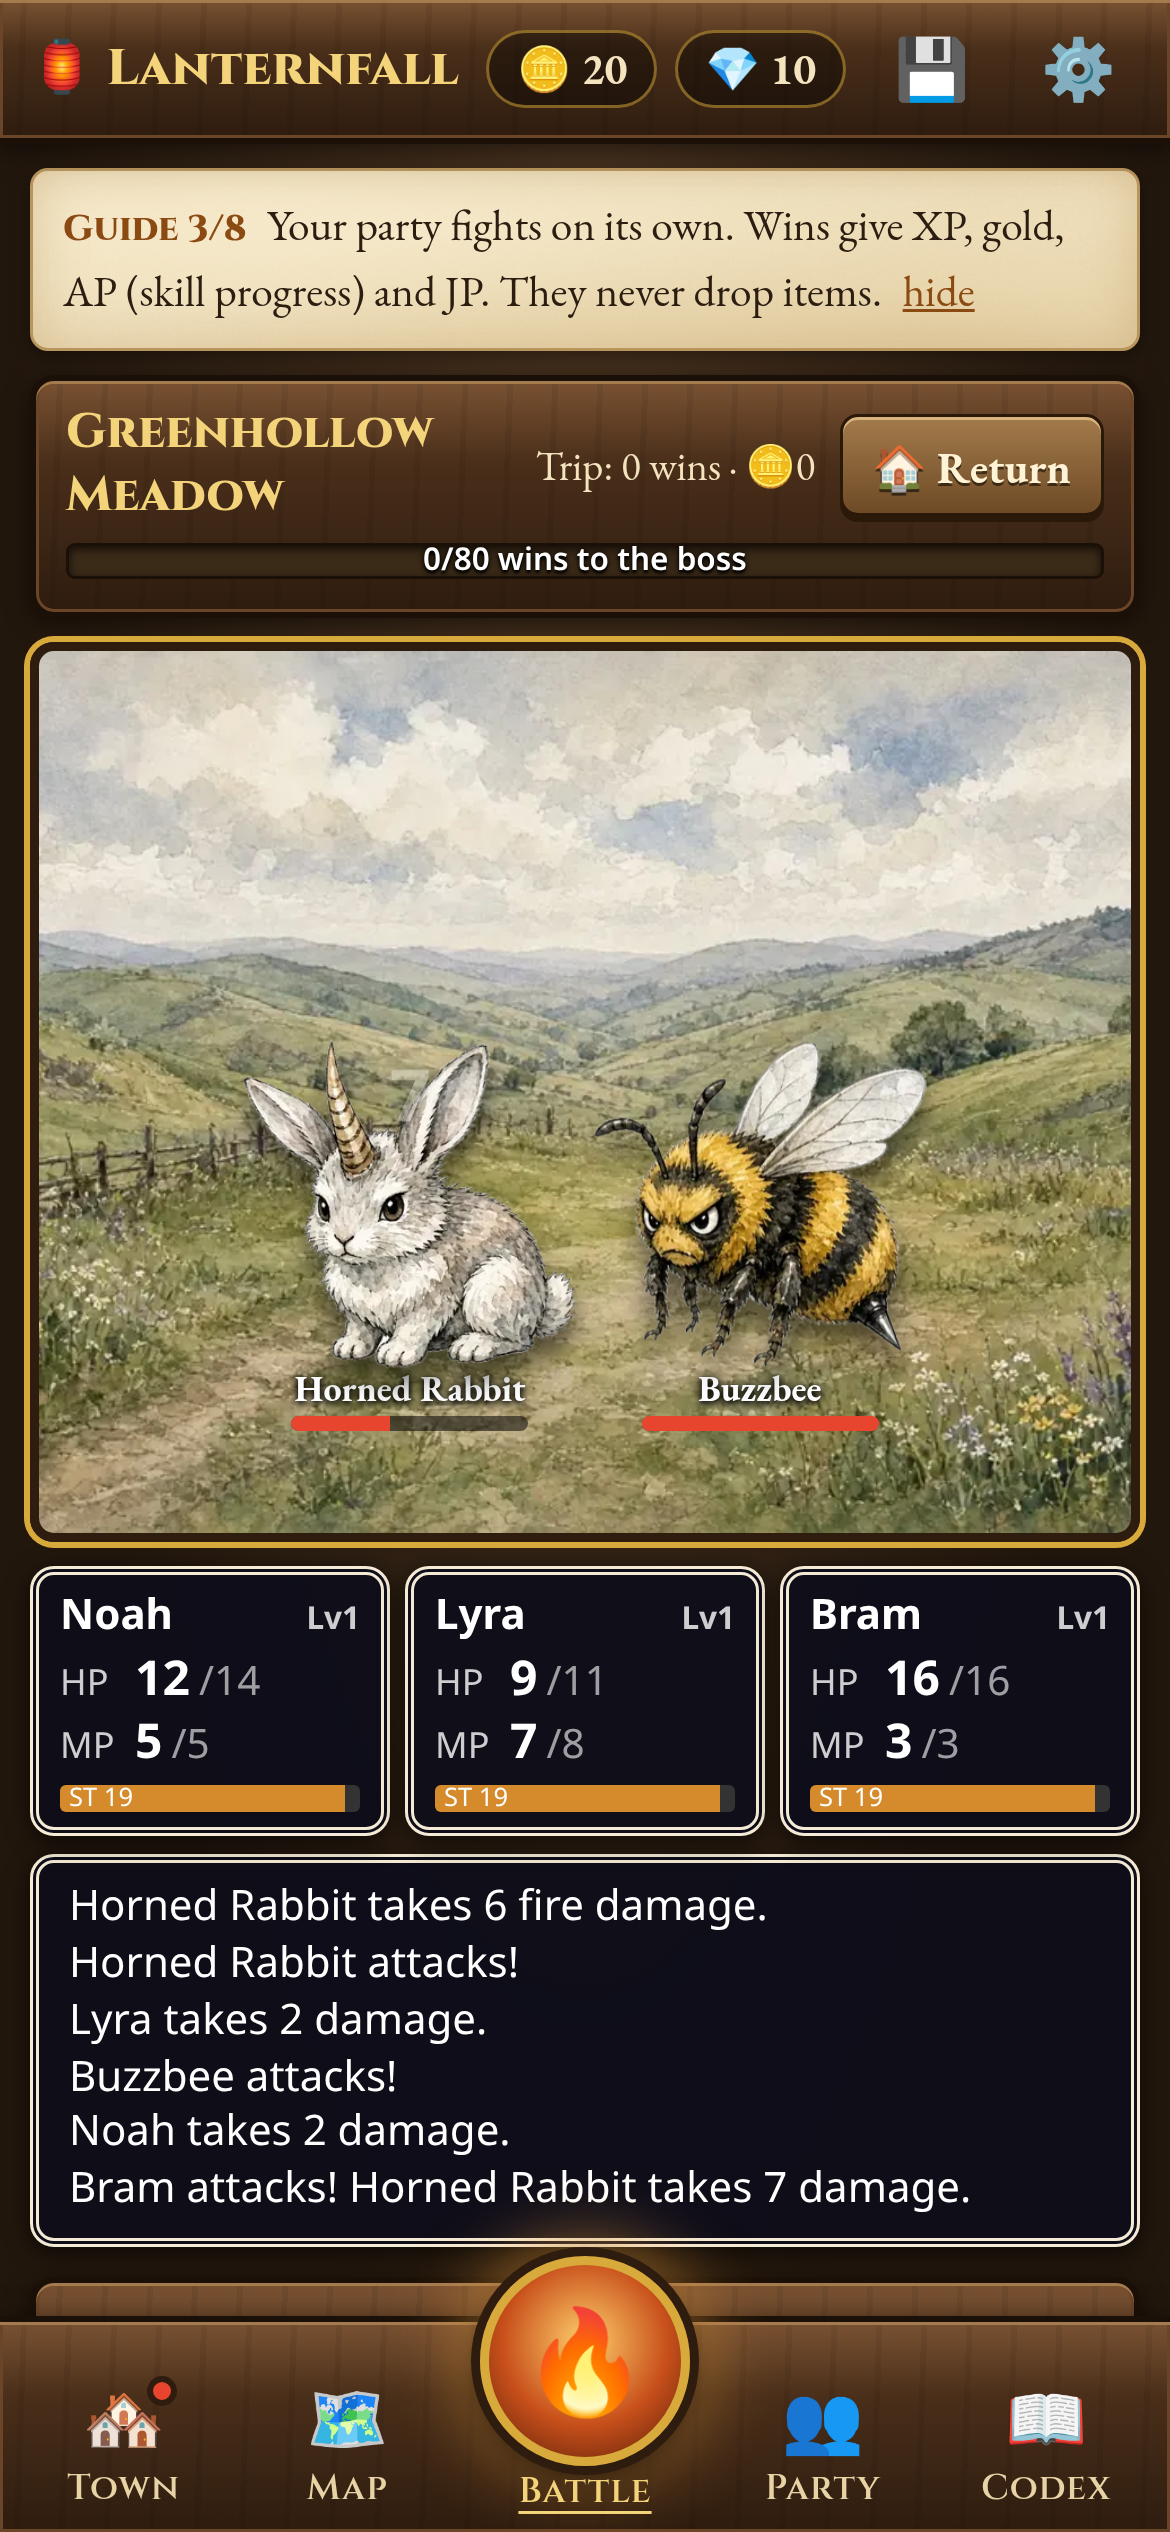 LANTERNFALL 20 10
GUIDE 3/8 Your party fights on its own. Wins give XP, gold,
AP (skill progress) and JP. They never drop items. hide
GREENHOLLOW
MEADOW
Trip: 0 wins · 0
Return
0/80 wins to the boss
7
Horned Rabbit Buzzbee
Noah Lv1
HP 12 /14
MP 5 /5
ST 19
Lyra Lv1
HP 9 /11
MP 7 /8
ST 19
Bram Lv1
HP 16 /16
MP 3 /3
ST 19
Horned Rabbit takes 6 fire damage.
Horned Rabbit attacks!
Lyra takes 2 damage.
Buzzbee attacks!
Noah takes 2 damage.
Bram attacks! Horned Rabbit takes 7 damage.
TOWN MAP BATTLE PARTY CODEX